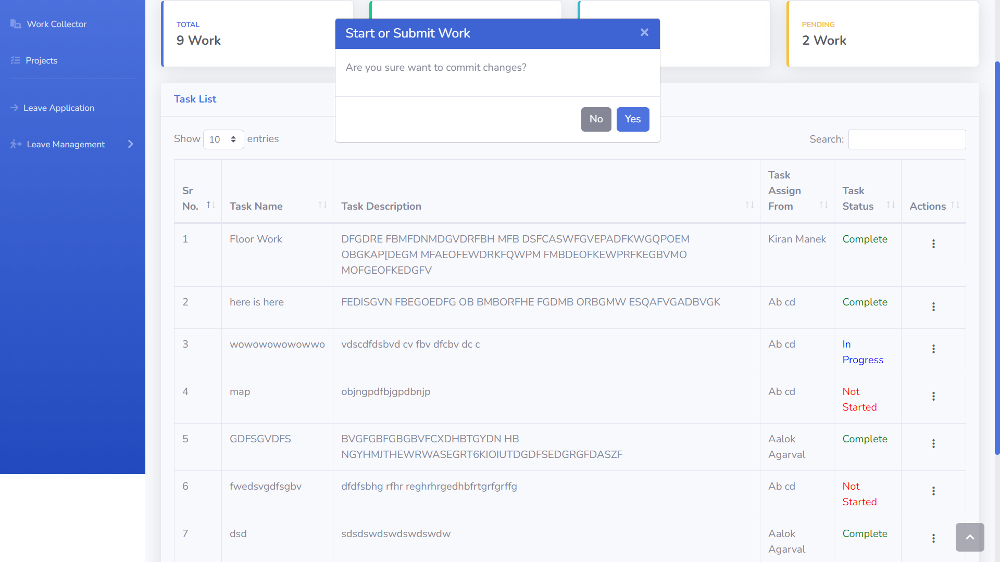 Work Collector
Projects
Leave Application
Leave Management
TOTAL
9 Work
PENDING
2 Work
Start or Submit Work
Are you sure want to commit changes?
No
Yes
Task List
Show 10 entries
Search:
Sr No.
Task Name
Task Description
Task Assign From
Task Status
Actions
1
Floor Work
DFGDRE FBMFDNMDGVDRFBH MFB DSFCASWFGVEPADFKWGQPOEM
OBGKAP[DEGM MFAEOFEWDRKFQWPM FMBDEOFKEWPRFKEGBVMO
MOFGEOFKEDGFV
Kiran Manek
Complete
2
here is here
FEDISGVN FBEGOEDFG OB BMBORFHE FGDMB ORBGMW ESQAFVGADBVGK
Ab cd
Complete
3
wowowowowowwo
vdscdfdsbvd cv fbv dfcbv dc c
Ab cd
In
Progress
4
map
objngpdfbjgpdbnjp
Ab cd
Not
Started
5
GDFSGVDFS
BVGFGBFGBGBVFCXDHBTGYDN HB
NGYHMJTHEWRWASEGRT6KIOIUTDGDFSEDGRGFDASZF
Aalok
Agarval
Complete
6
fwedsvgdfsgbv
dfdfsbhg rfhr reghrhrgedhbfrtgrfgrffg
Ab cd
Not
Started
7
dsd
sdsdswdswdswdswdw
Aalok
Agarval
Complete